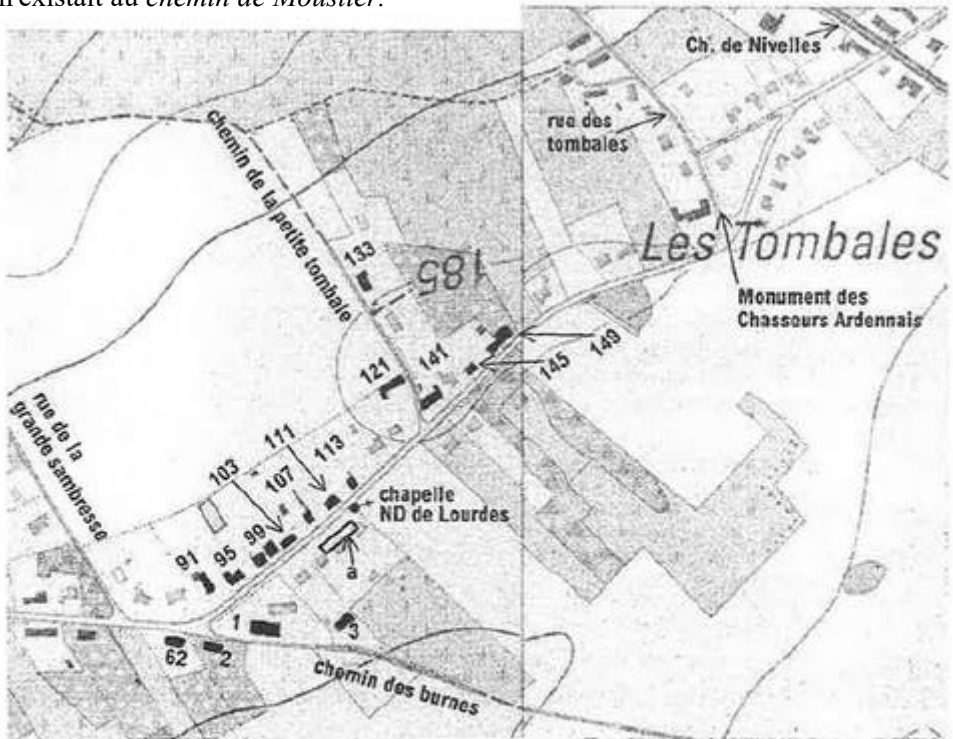 n'existait au chemin de Moustier.
Ch. de Nivelles
rue des
tombales
chemin de la petite tombale
Les Tombales
133
185
Monument des
Chasseurs Ardennais
149
145
141
121
rue de la
grande sambresse
113
111
107
103
chapelle
ND de Lourdes
99
95
91
a
1
3
62
2
chemin des burnes